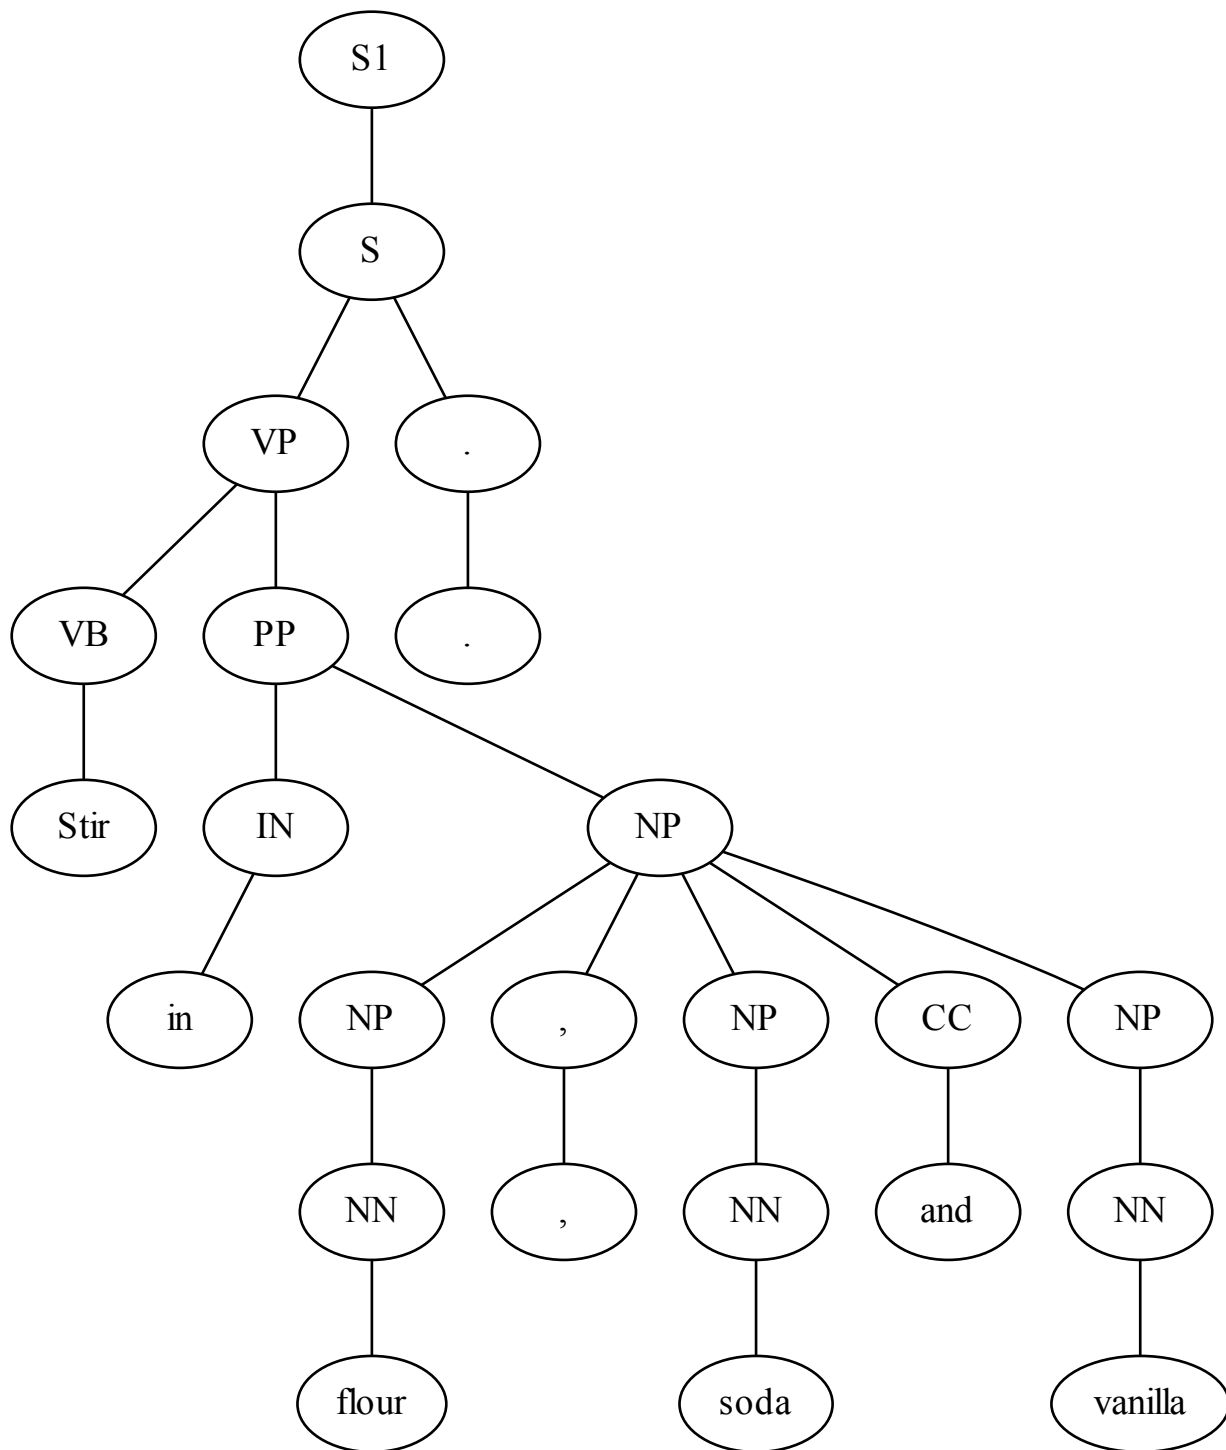 S1
S
VP .
VB PP .
Stir IN NP
in NP , NP CC NP
NN , NN and NN
flour soda vanilla